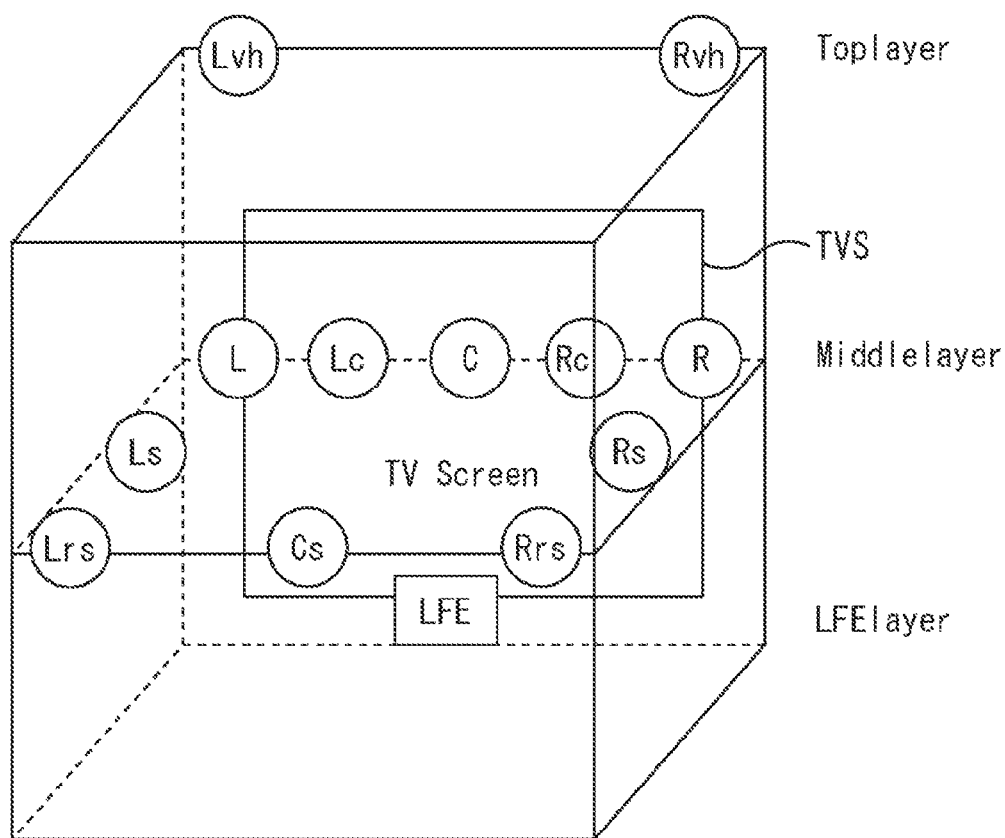 Lvh
Rvh
Toplayer
TVS
L
Lc
C
Rc
R
Middlelayer
Ls
Rs
TV Screen
Lrs
Cs
Rrs
LFE
LFElayer